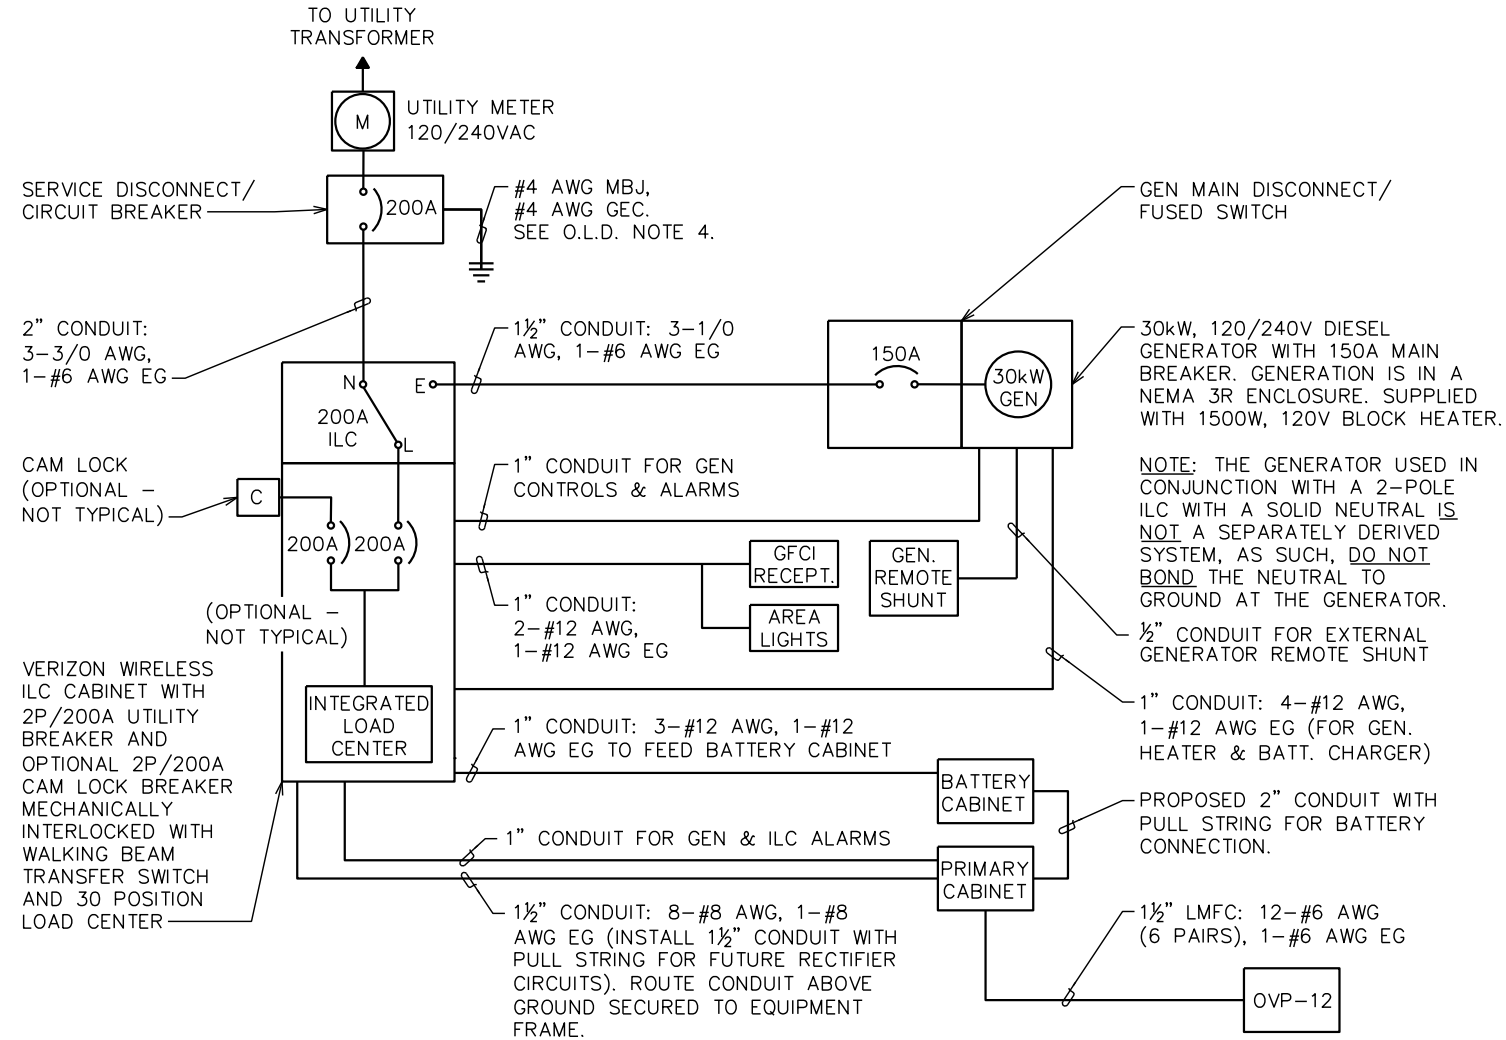 TO UTILITY
TRANSFORMER
M
UTILITY METER
120/240VAC
SERVICE DISCONNECT/
CIRCUIT BREAKER
200A
#4 AWG MBJ,
#4 AWG GEC.
SEE O.L.D. NOTE 4.
GEN MAIN DISCONNECT/
FUSED SWITCH
2" CONDUIT:
3-3/0 AWG,
1-#6 AWG EG
1½" CONDUIT: 3-1/0
AWG, 1-#6 AWG EG
150A
30kW
GEN
30kW, 120/240V DIESEL
GENERATOR WITH 150A MAIN
BREAKER. GENERATION IS IN A
NEMA 3R ENCLOSURE. SUPPLIED
WITH 1500W, 120V BLOCK HEATER.
N
E
200A
ILC
L
CAM LOCK
(OPTIONAL -
NOT TYPICAL)
C
1" CONDUIT FOR GEN
CONTROLS & ALARMS
NOTE: THE GENERATOR USED IN
CONJUNCTION WITH A 2-POLE
ILC WITH A SOLID NEUTRAL IS
NOT A SEPARATELY DERIVED
SYSTEM, AS SUCH, DO NOT
BOND THE NEUTRAL TO
GROUND AT THE GENERATOR.
200A
200A
GFCI
RECEPT.
GEN.
REMOTE
SHUNT
(OPTIONAL -
NOT TYPICAL)
1" CONDUIT:
2-#12 AWG,
1-#12 AWG EG
AREA
LIGHTS
½" CONDUIT FOR EXTERNAL
GENERATOR REMOTE SHUNT
VERIZON WIRELESS
ILC CABINET WITH
2P/200A UTILITY
BREAKER AND
OPTIONAL 2P/200A
CAM LOCK BREAKER
MECHANICALLY
INTERLOCKED WITH
WALKING BEAM
TRANSFER SWITCH
AND 30 POSITION
LOAD CENTER
INTEGRATED
LOAD
CENTER
1" CONDUIT: 3-#12 AWG, 1-#12
AWG EG TO FEED BATTERY CABINET
1" CONDUIT: 4-#12 AWG,
1-#12 AWG EG (FOR GEN.
HEATER & BATT. CHARGER)
BATTERY
CABINET
PROPOSED 2" CONDUIT WITH
PULL STRING FOR BATTERY
CONNECTION.
1" CONDUIT FOR GEN & ILC ALARMS
PRIMARY
CABINET
1½" CONDUIT: 8-#8 AWG, 1-#8
AWG EG (INSTALL 1½" CONDUIT WITH
PULL STRING FOR FUTURE RECTIFIER
CIRCUITS). ROUTE CONDUIT ABOVE
GROUND SECURED TO EQUIPMENT
FRAME.
1½" LMFC: 12-#6 AWG
(6 PAIRS), 1-#6 AWG EG
OVP-12